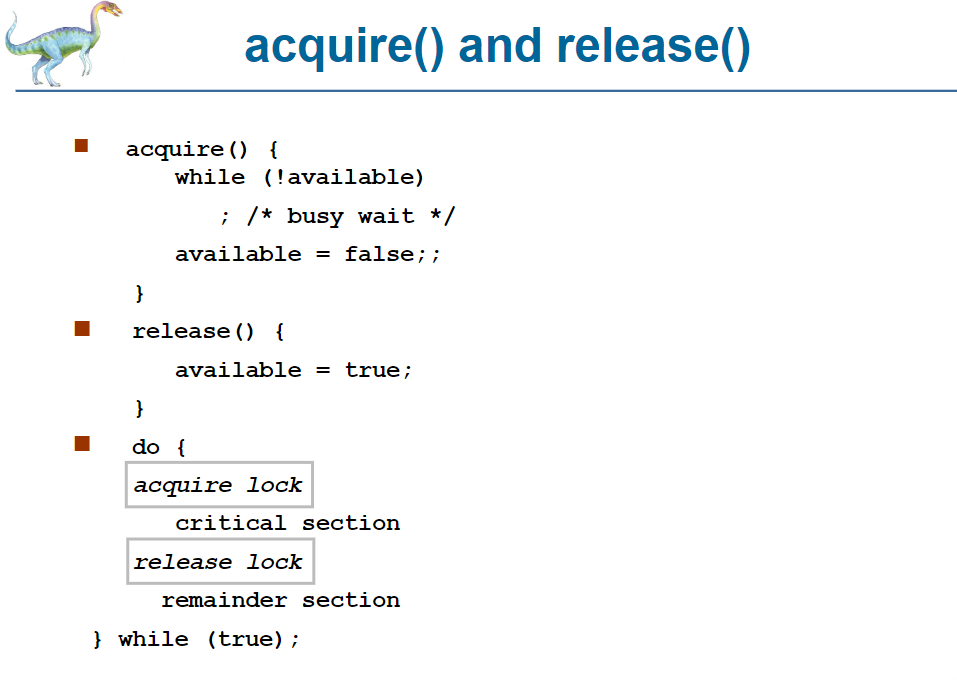 acquire() and release()
acquire() {
while (!available)
; /* busy wait */
available = false;;
}
release() {
available = true;
}
do {
acquire lock
critical section
release lock
remainder section
} while (true);